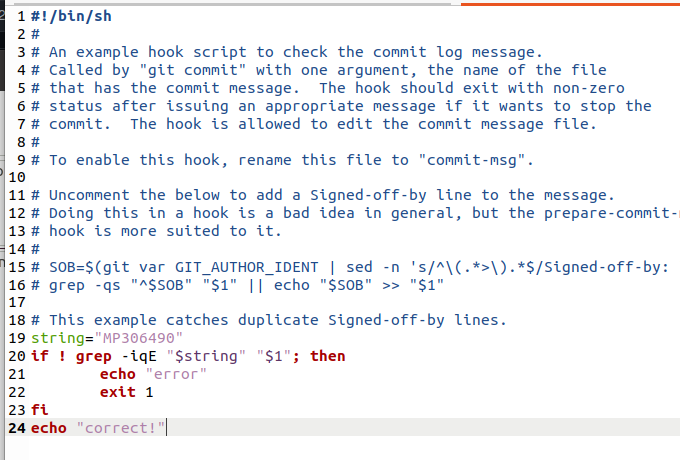 1 #!/bin/sh
2 #
3 # An example hook script to check the commit log message.
4 # Called by "git commit" with one argument, the name of the file
5 # that has the commit message.  The hook should exit with non-zero
6 # status after issuing an appropriate message if it wants to stop the
7 # commit.  The hook is allowed to edit the commit message file.
8 #
9 # To enable this hook, rename this file to "commit-msg".
10
11 # Uncomment the below to add a Signed-off-by line to the message.
12 # Doing this in a hook is a bad idea in general, but the prepare-commit-
13 # hook is more suited to it.
14 #
15 # SOB=$(git var GIT_AUTHOR_IDENT | sed -n 's/^\(.*>\).*$/Signed-off-by:
16 # grep -qs "^$SOB" "$1" || echo "$SOB" >> "$1"
17
18 # This example catches duplicate Signed-off-by lines.
19 string="MP306490"
20 if ! grep -iqE "$string" "$1"; then
21         echo "error"
22         exit 1
23 fi
24 echo "correct!"